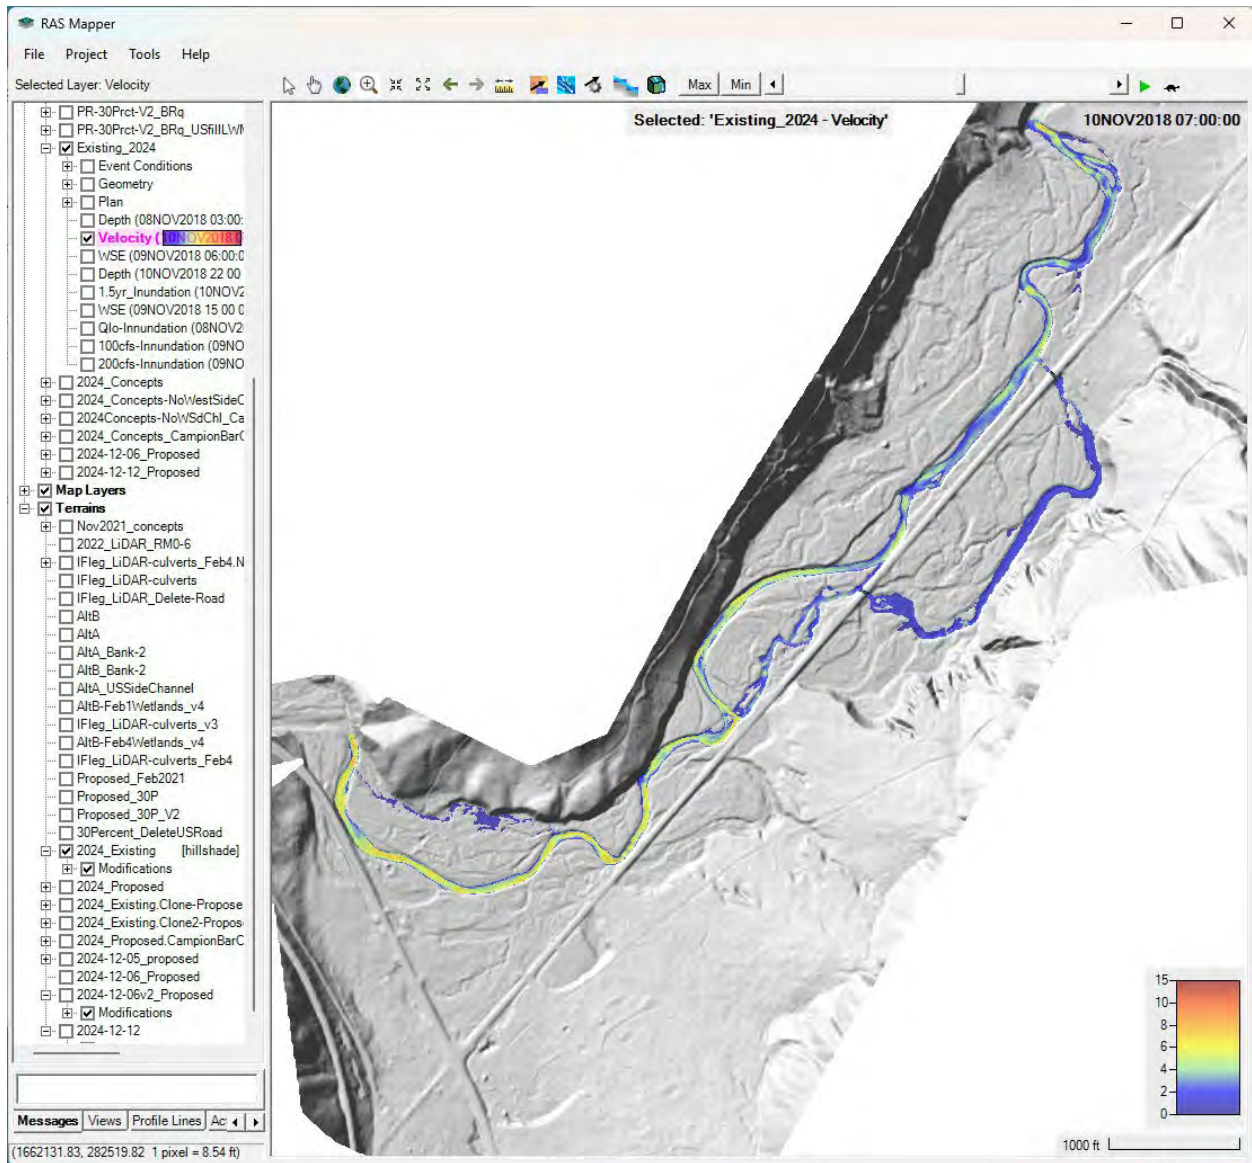 RAS Mapper
File Project Tools Help
Selected Layer: Velocity
Max Min
PR-30Prct-V2_BRq
PR-30Prct-V2_BRq_USfillLWM
Existing_2024
Event Conditions
Geometry
Plan
Depth (08NOV2018 03:00:
Velocity (10NOV2018 0
WSE (09NOV2018 06:00:0
Depth (10NOV2018 22 00
1.5yr_Inundation (10NOV2
WSE (09NOV2018 15 00 0
Qlo-Innundation (08NOV2
100cfs-Innundation (09NO
200cfs-Innundation (09NO
2024_Concepts
2024_Concepts-NoWestSideC
2024Concepts-NoWSdChl_Ca
2024_Concepts_CampionBarC
2024-12-06_Proposed
2024-12-12_Proposed
Map Layers
Terrains
Nov2021_concepts
2022_LiDAR_RM0-6
IFleg_LiDAR-culverts_Feb4.N
IFleg_LiDAR-culverts
IFleg_LiDAR_Delete-Road
AltB
AltA
AltA_Bank-2
AltB_Bank-2
AltA_USSideChannel
AltB-Feb1Wetlands_v4
IFleg_LiDAR-culverts_v3
AltB-Feb4Wetlands_v4
IFleg_LiDAR-culverts_Feb4
Proposed_Feb2021
Proposed_30P
Proposed_30P_V2
30Percent_DeleteUSRoad
2024_Existing [hillshade]
Modifications
2024_Proposed
2024_Existing.Clone-Propose
2024_Existing.Clone2-Propos
2024_Proposed.CampionBarC
2024-12-05_proposed
2024-12-06_Proposed
2024-12-06v2_Proposed
Modifications
2024-12-12
Messages Views Profile Lines Ac
(1662131.83, 282519.82 1 pixel = 8.54 ft)
Selected: 'Existing_2024 - Velocity'
10NOV2018 07:00:00
15
10
8
6
4
2
0
1000 ft